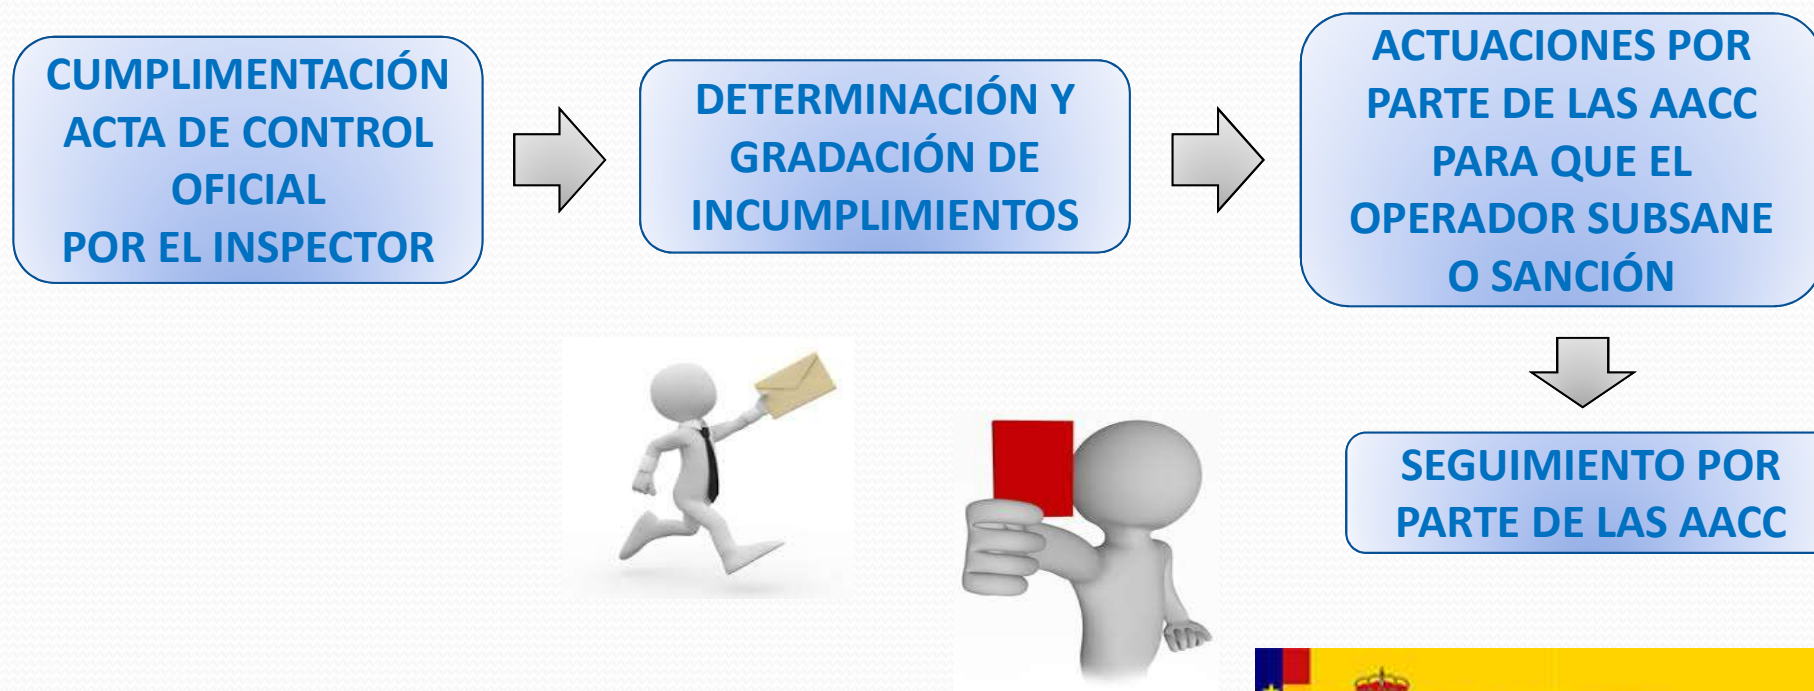 CUMPLIMENTACIÓN
ACTA DE CONTROL
OFICIAL
POR EL INSPECTOR
DETERMINACIÓN Y
GRADACIÓN DE
INCUMPLIMIENTOS
ACTUACIONES POR
PARTE DE LAS AACC
PARA QUE EL
OPERADOR SUBSANE
O SANCIÓN
SEGUIMIENTO POR
PARTE DE LAS AACC